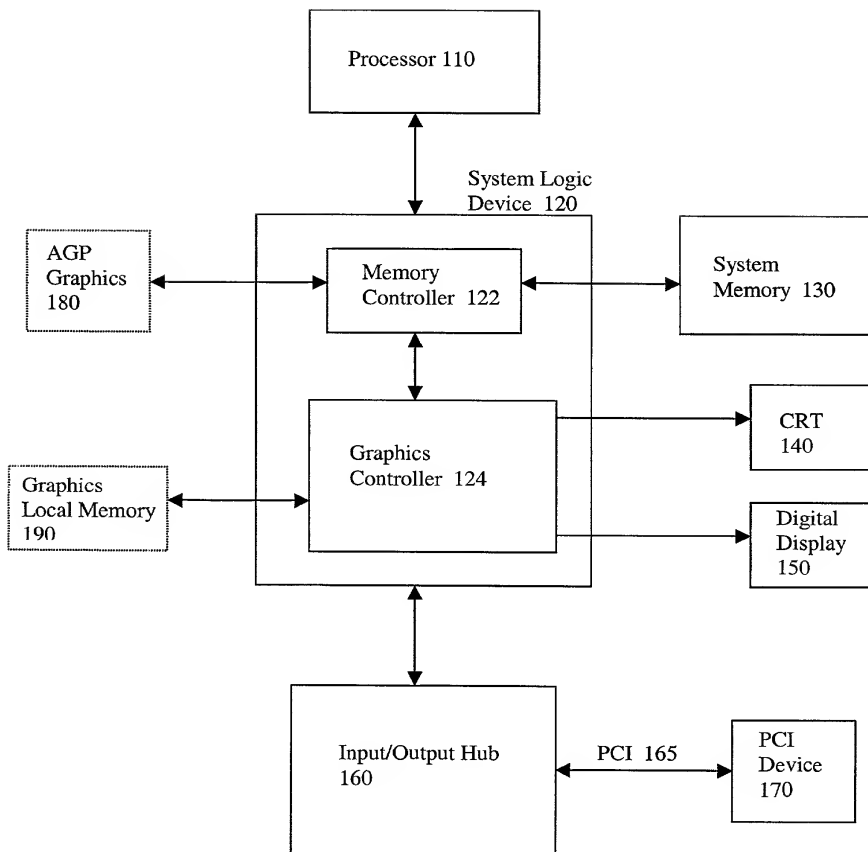 Processor 110
System Logic
Device 120
AGP
Graphics
180
Memory
Controller 122
System
Memory 130
Graphics
Controller 124
CRT
140
Graphics
Local Memory
190
Digital
Display
150
Input/Output Hub
160
PCI 165
PCI
Device
170